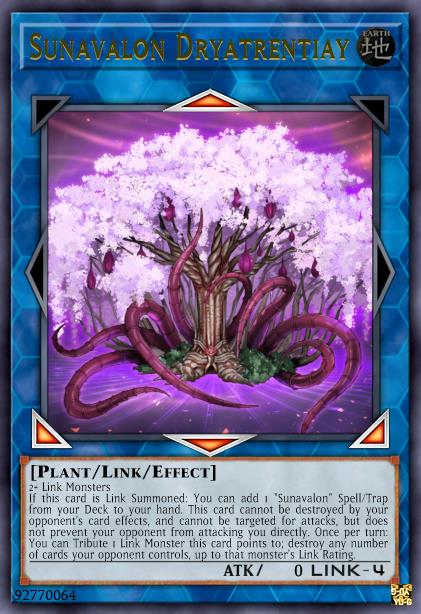 SUNAVALON DRYATRENTIAY
EARTH
地
[PLANT/LINK/EFFECT]
2+ Link Monsters
If this card is Link Summoned: You can add 1 "Sunavalon" Spell/Trap
from your Deck to your hand. This card cannot be destroyed by your
opponent's card effects, and cannot be targeted for attacks, but does
not prevent your opponent from attacking you directly. Once per turn:
You can Tribute 1 Link Monster this card points to; destroy any number
of cards your opponent controls, up to that monster's Link Rating.
ATK/ 0 LINK-4
92770064